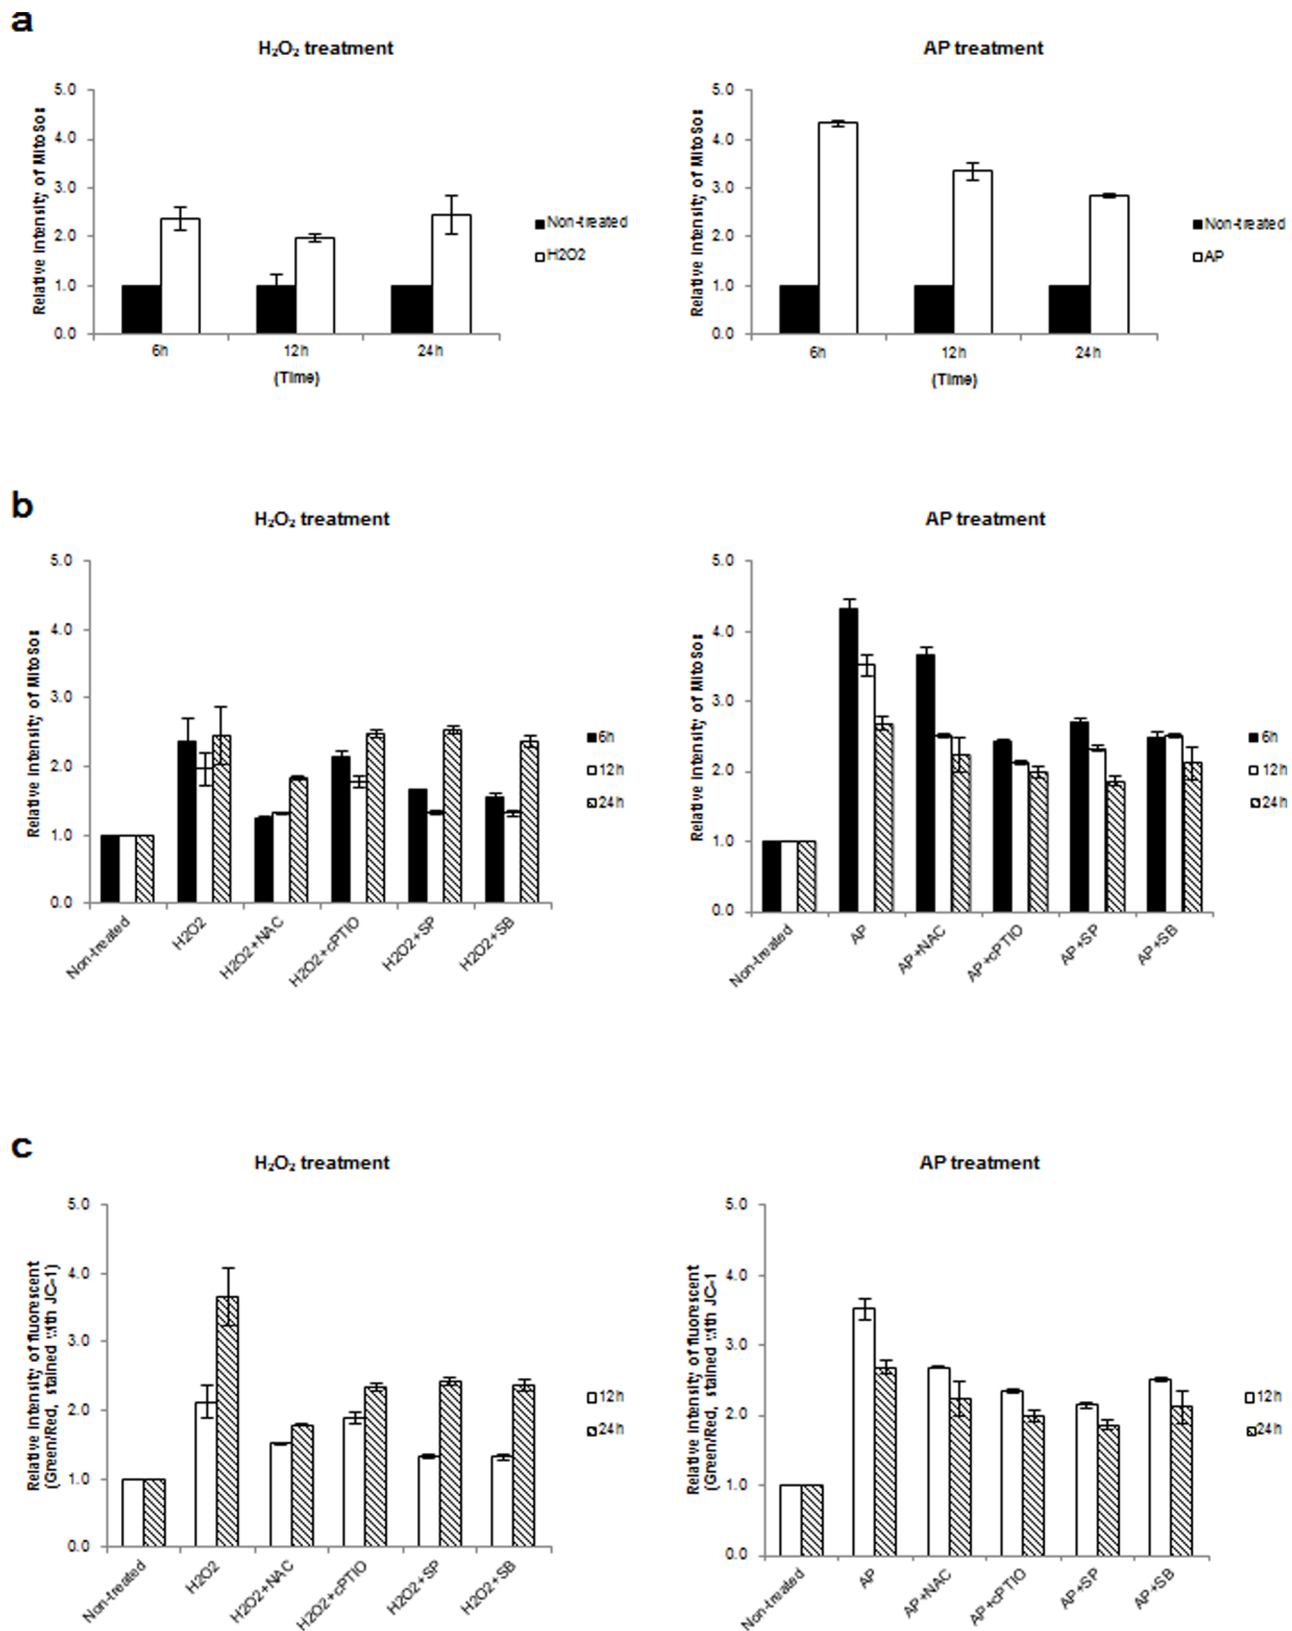 a
H₂O₂ treatment
Relative Intensity of MitoSox
5.0
4.0
3.0
2.0
1.0
0.0
6h
12h
24h
(Time)
Non-treated
H2O2
AP treatment
Relative Intensity of MitoSox
5.0
4.0
3.0
2.0
1.0
0.0
6h
12h
24h
(Time)
Non-treated
AP
b
H₂O₂ treatment
Relative Intensity of MitoSox
5.0
4.0
3.0
2.0
1.0
0.0
Non-treated
H2O2
H2O2+NAC
H2O2+cPTIO
H2O2+SP
H2O2+SB
6h
12h
24h
AP treatment
Relative Intensity of MitoSox
5.0
4.0
3.0
2.0
1.0
0.0
Non-treated
AP
AP+NAC
AP+cPTIO
AP+SP
AP+SB
6h
12h
24h
c
H₂O₂ treatment
Relative Intensity of fluorescent
(Green/Red, stained with JC-1)
5.0
4.0
3.0
2.0
1.0
0.0
Non-treated
H2O2
H2O2+NAC
H2O2+cPTIO
H2O2+SP
H2O2+SB
12h
24h
AP treatment
Relative Intensity of fluorescent
(Green/Red, stained with JC-1
5.0
4.0
3.0
2.0
1.0
0.0
Non-treated
AP
AP+NAC
AP+cPTIO
AP+SP
AP+SB
12h
24h